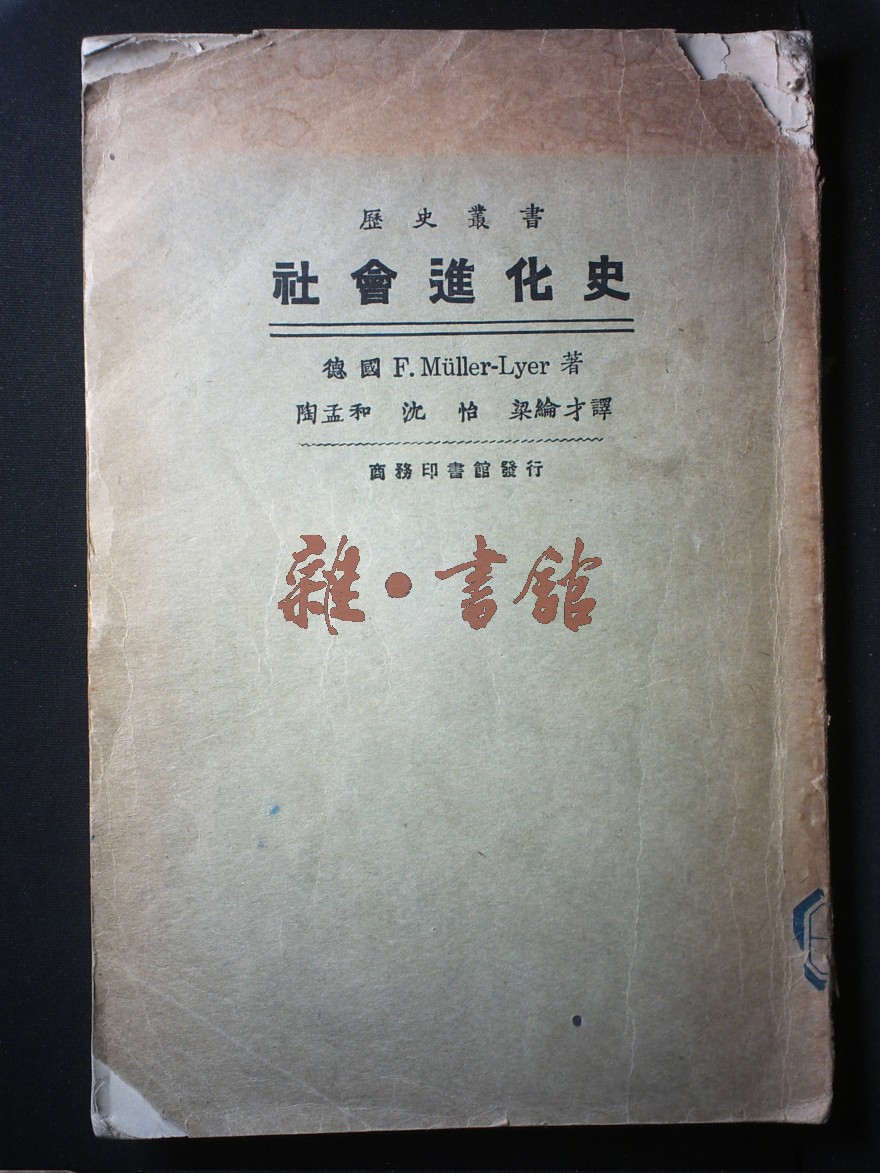 歷史叢書
社會進化史
德國 F. Müller-Lyer 著
陶孟和 沈 怡 梁綸才譯
商務印書館發行
雜·書館